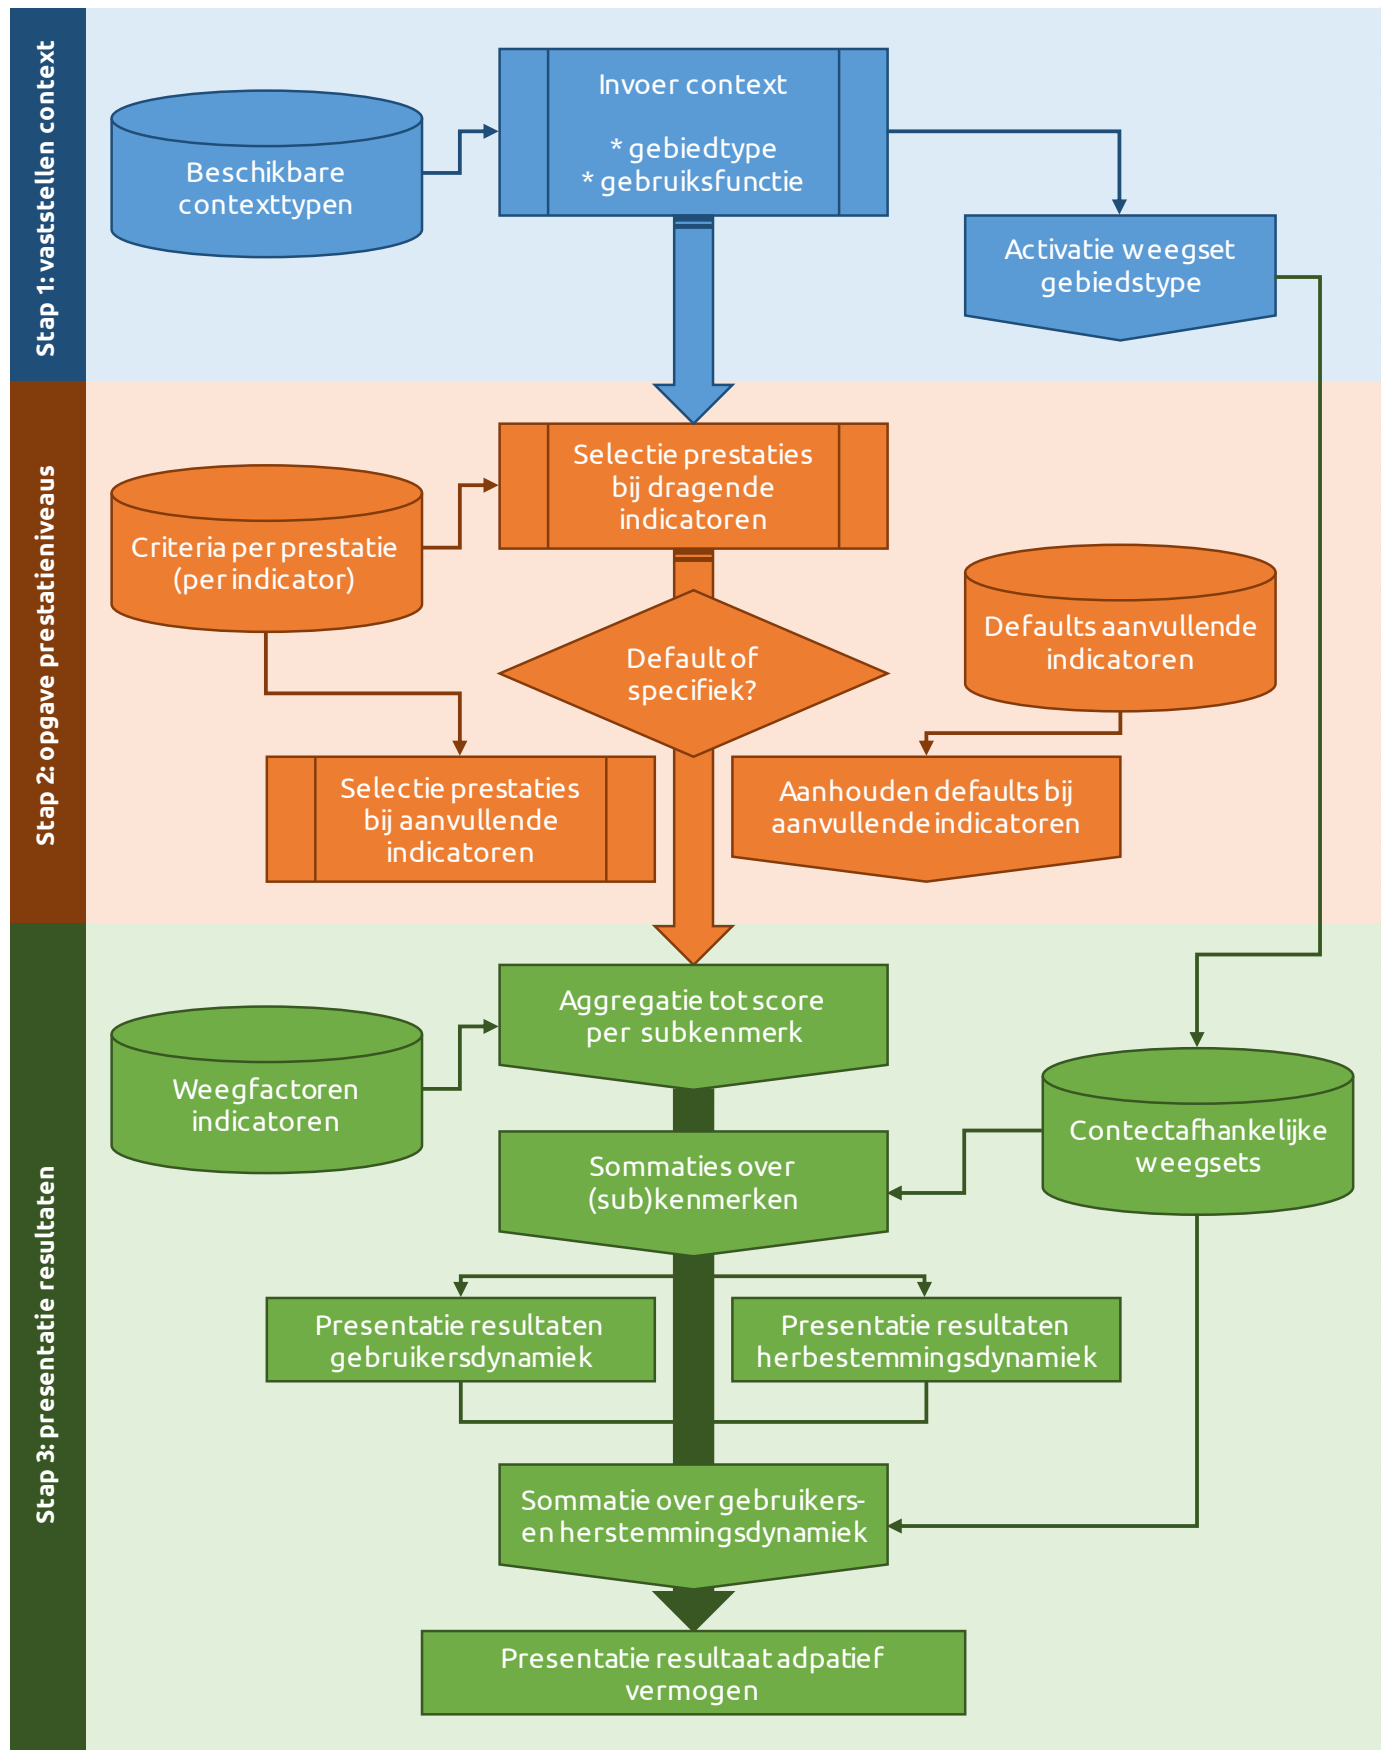 Stap 1: vaststellen context
Beschikbare
contexttypen
Invoer context
* gebiedtype
* gebruiksfunctie
Activatie weegset
gebiedstype
Stap 2: opgave prestatieniveaus
Criteria per prestatie
(per indicator)
Selectie prestaties
bij dragende
indicatoren
Default of
specifiek?
Defaults aanvullende
indicatoren
Selectie prestaties
bij aanvullende
indicatoren
Aanhouden defaults bij
aanvullende indicatoren
Stap 3: presentatie resultaten
Weegfactoren
indicatoren
Aggregatie tot score
per subkenmerk
Sommaties over
(sub)kenmerken
Contectafhankelijke
weegsets
Presentatie resultaten
gebruikersdynamiek
Presentatie resultaten
herbestemmingsdynamiek
Sommatie over gebruikers-
en herstemmingsdynamiek
Presentatie resultaat adpatief
vermogen